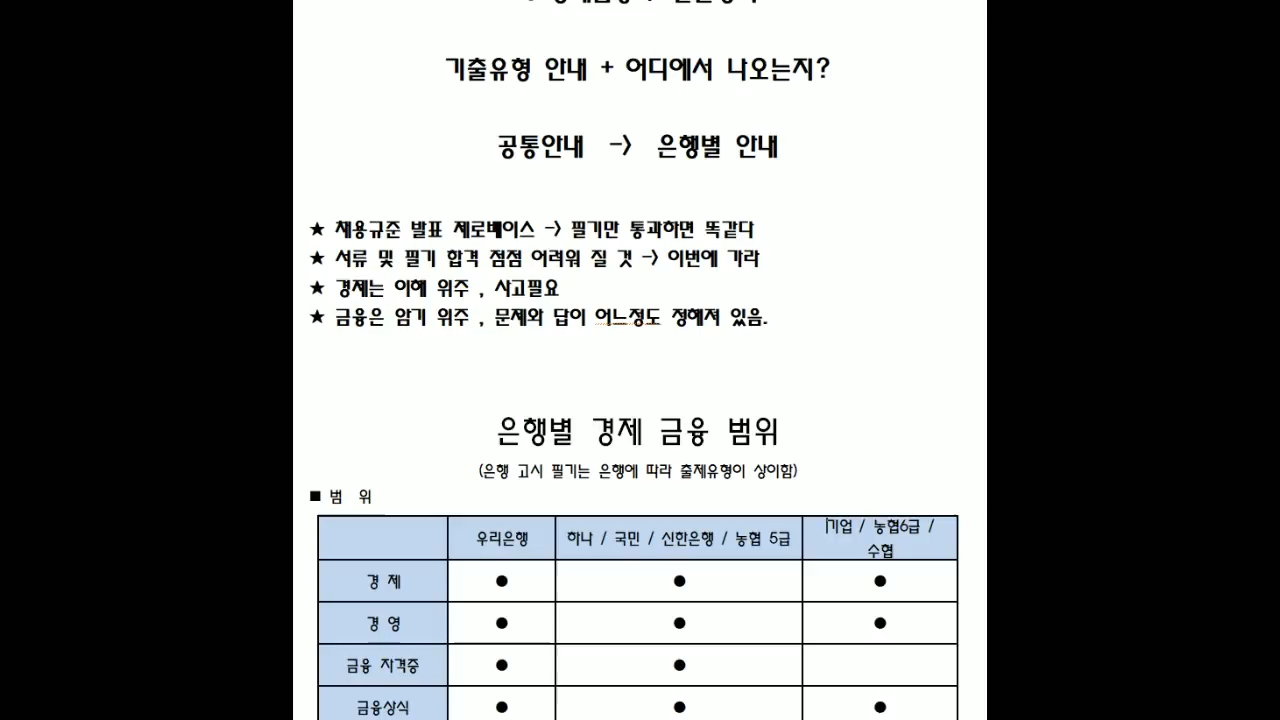 기출유형 안내 + 어디에서 나오는지?
공통안내 -> 은행별 안내
★ 채용규준 발표 제로베이스 -> 필기만 통과하면 똑같다
★ 서류 및 필기 합격 점점 어려워 질 것 -> 이번에 가라
★ 경제는 이해 위주 , 사고필요
★ 금융은 암기 위주 , 문제와 답이 어느정도 정해져 있음.
은행별 경제 금융 범위
(은행 고시 필기는 은행에 따라 출제유형이 상이함)
■ 범 위
우리은행 하나 / 국민 / 신한은행 / 농협 5급 기업 / 농협6급 /
수협
경 제 ● ● ●
경 영 ● ● ●
금융 자격증 ● ●
금융상식 ● ● ●